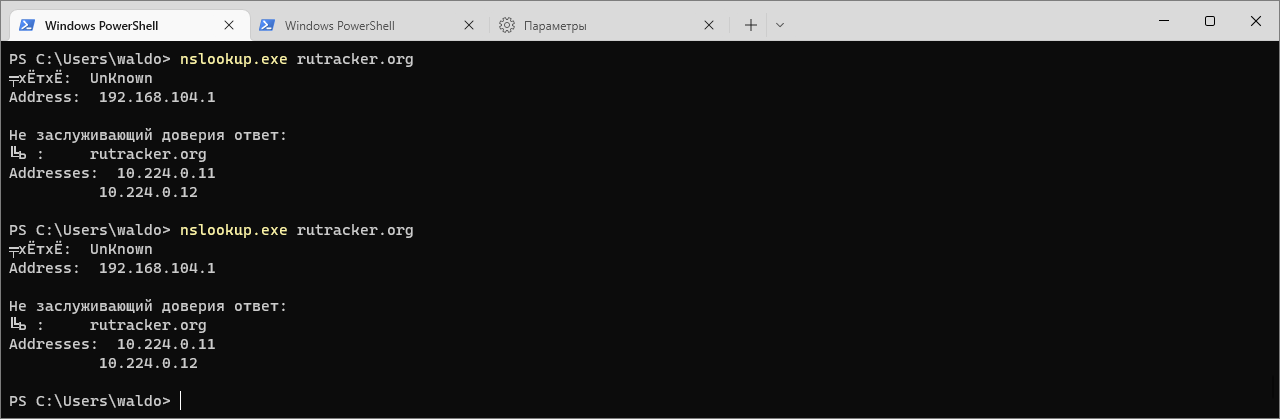 Windows PowerShell
Windows PowerShell
Параметры
PS C:\Users\waldo> nslookup.exe rutracker.org
╤хЁтхЁ:  UnKnown
Address:  192.168.104.1
Не заслуживающий доверия ответ:
╚ь :     rutracker.org
Addresses:  10.224.0.11
10.224.0.12
PS C:\Users\waldo> nslookup.exe rutracker.org
╤хЁтхЁ:  UnKnown
Address:  192.168.104.1
Не заслуживающий доверия ответ:
╚ь :     rutracker.org
Addresses:  10.224.0.11
10.224.0.12
PS C:\Users\waldo>